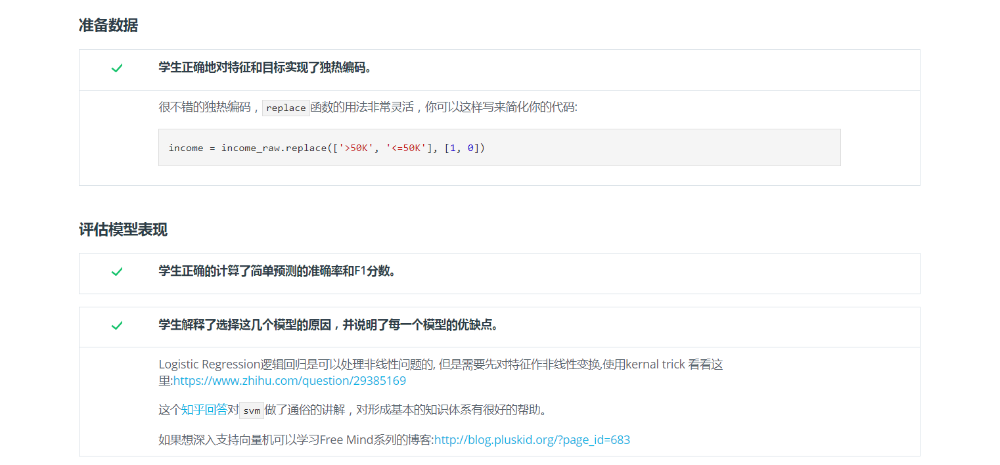 准备数据
学生正确地对特征和目标实现了独热编码。
很不错的独热编码，replace函数的用法非常灵活，你可以这样写来简化你的代码:
income = income_raw.replace(['>50K', '<=50K'], [1, 0])
评估模型表现
学生正确的计算了简单预测的准确率和F1分数。
学生解释了选择这几个模型的原因，并说明了每一个模型的优缺点。
Logistic Regression逻辑回归是可以处理非线性问题的, 但是需要先对特征作非线性变换,使用kernal trick 看看这
里:https://www.zhihu.com/question/29385169
这个知乎回答对svm做了通俗的讲解，对形成基本的知识体系有很好的帮助。
如果想深入支持向量机可以学习Free Mind系列的博客:http://blog.pluskid.org/?page_id=683